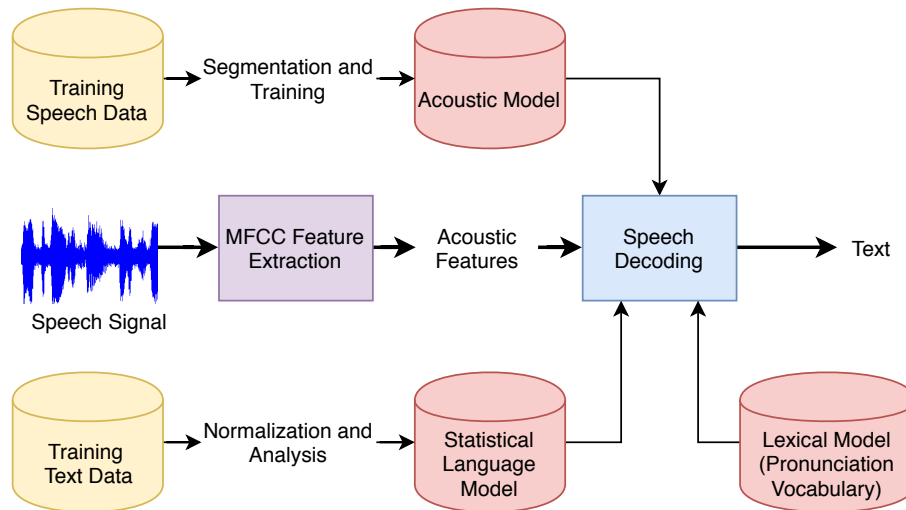 Training
Speech Data
Segmentation and
Training
Acoustic Model
Speech Signal
MFCC Feature
Extraction
Acoustic
Features
Speech
Decoding
Text
Training
Text Data
Normalization and
Analysis
Statistical
Language
Model
Lexical Model
(Pronunciation
Vocabulary)